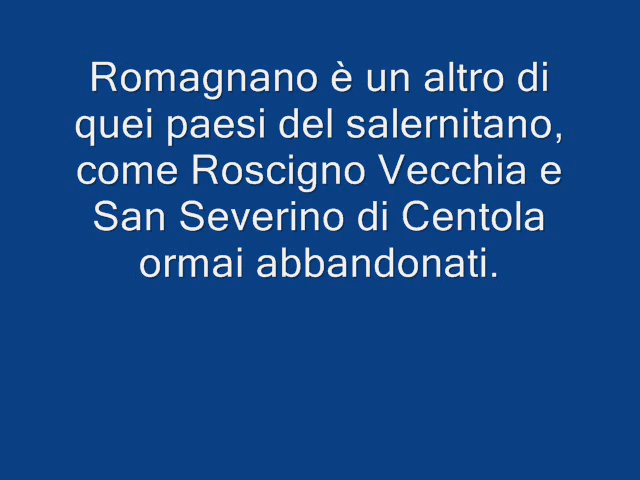 Romagnano è un altro di
quei paesi del salernitano,
come Roscigno Vecchia e
San Severino di Centola
ormai abbandonati.